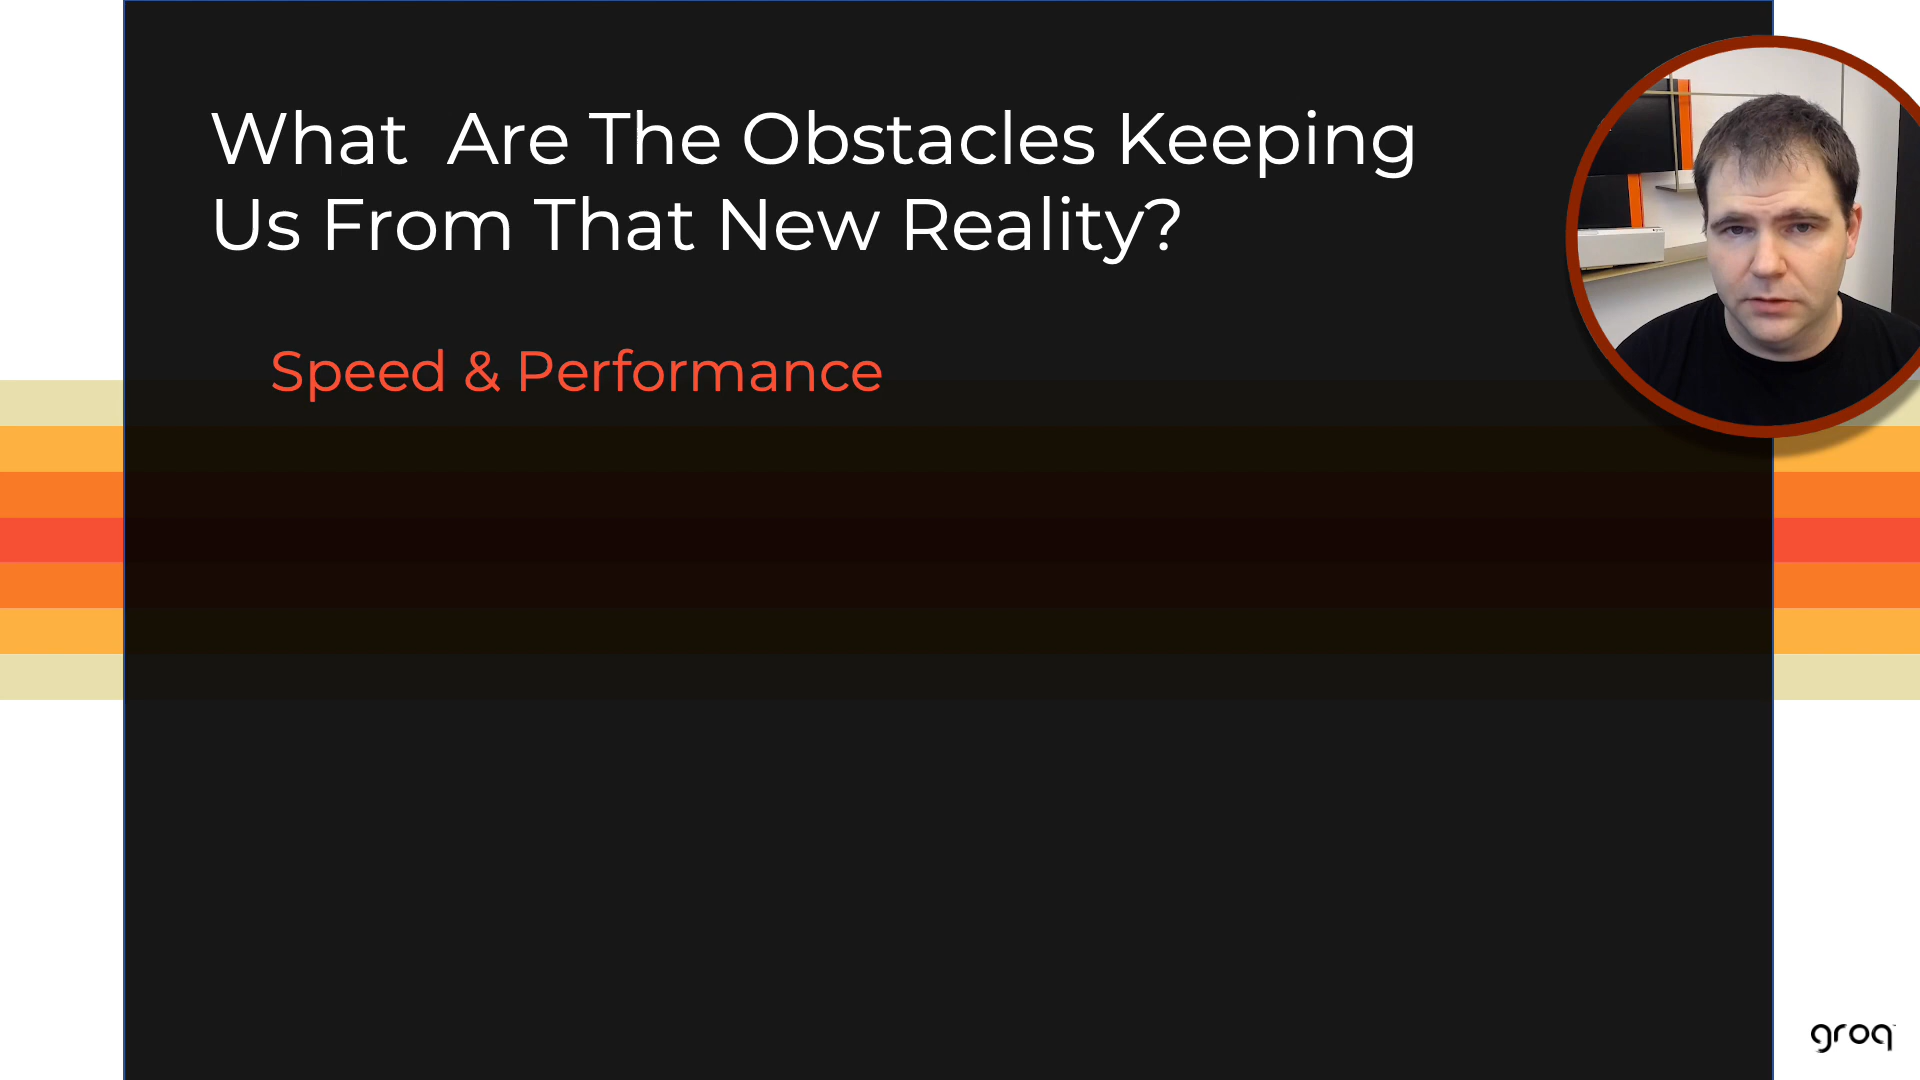 What  Are The Obstacles Keeping
Us From That New Reality?
Speed & Performance
groq